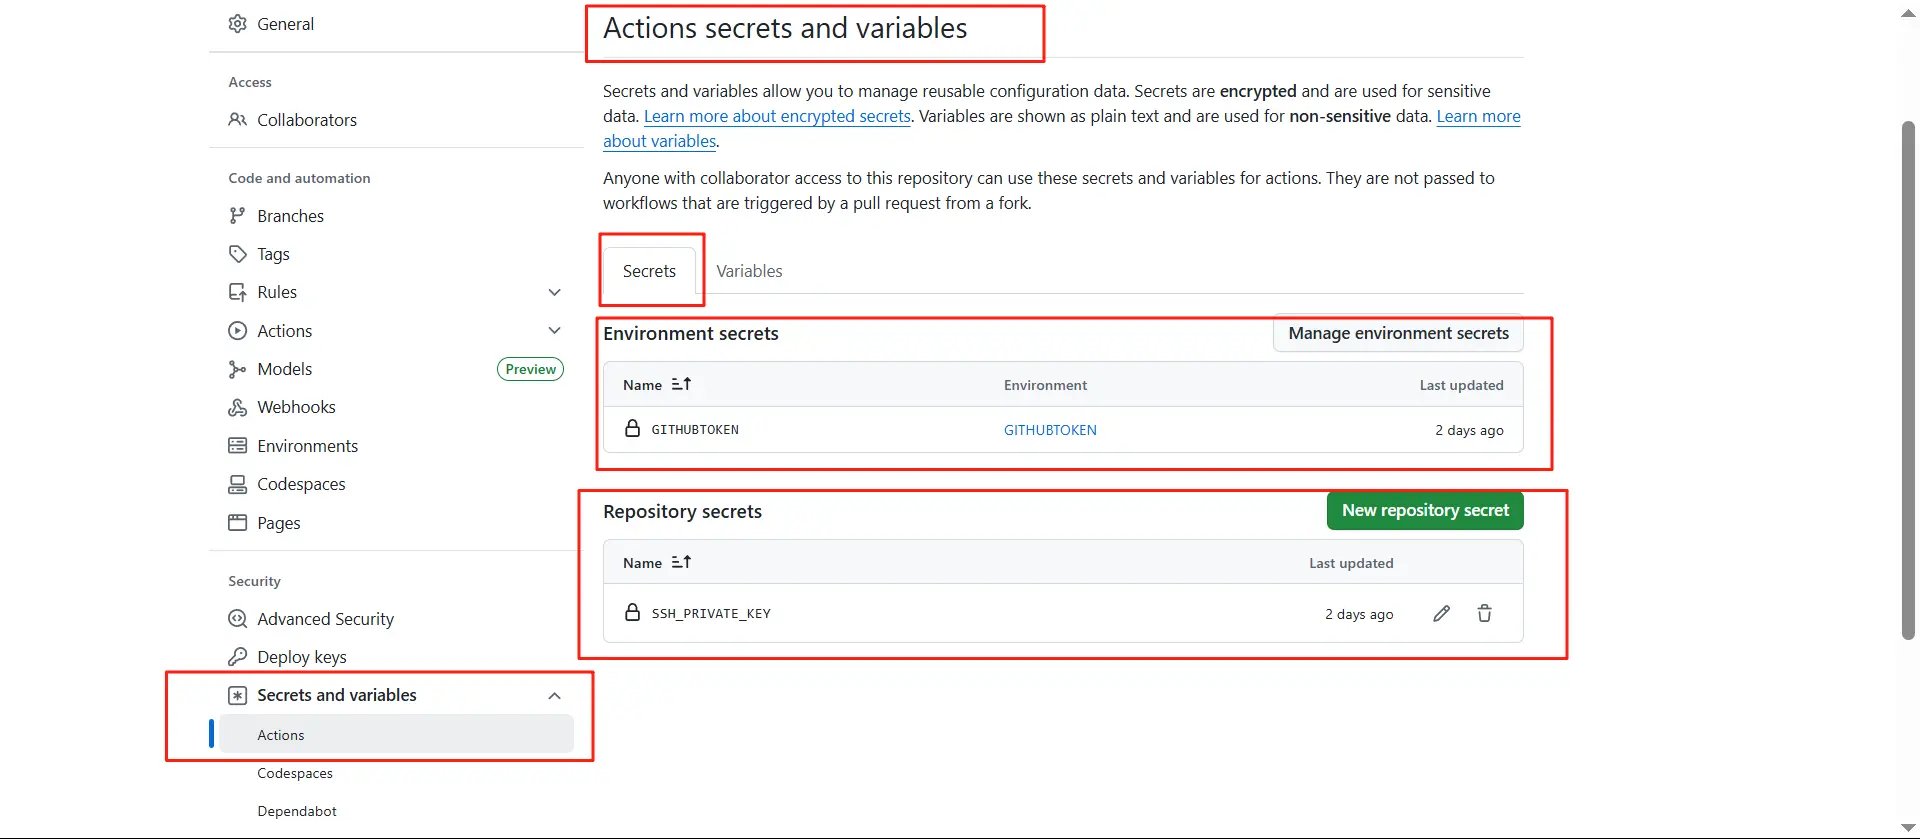 General
Access
Collaborators
Code and automation
Branches
Tags
Rules
Actions
Models Preview
Webhooks
Environments
Codespaces
Pages
Security
Advanced Security
Deploy keys
Secrets and variables
Actions
Codespaces
Dependabot
Actions secrets and variables
Secrets and variables allow you to manage reusable configuration data. Secrets are encrypted and are used for sensitive
data. Learn more about encrypted secrets. Variables are shown as plain text and are used for non-sensitive data. Learn more
about variables.
Anyone with collaborator access to this repository can use these secrets and variables for actions. They are not passed to
workflows that are triggered by a pull request from a fork.
Secrets Variables
Environment secrets Manage environment secrets
Name Environment Last updated
GITHUBTOKEN GITHUBTOKEN 2 days ago
Repository secrets New repository secret
Name Last updated
SSH_PRIVATE_KEY 2 days ago